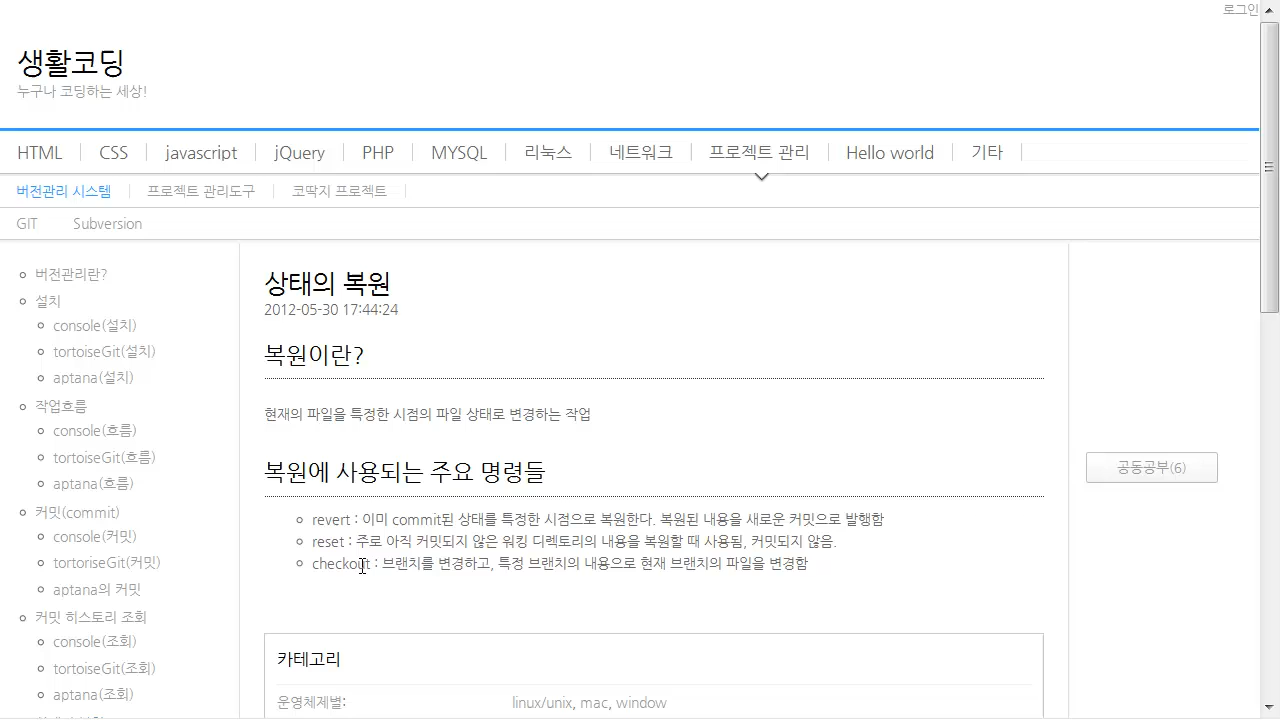 로그인
생활코딩
누구나 코딩하는 세상!
HTML CSS javascript jQuery PHP MYSQL 리눅스 네트워크 프로젝트 관리 Hello world 기타
버전관리 시스템 프로젝트 관리도구 코딱지 프로젝트
GIT Subversion
버전관리란?
설치
console(설치)
tortoiseGit(설치)
aptana(설치)
작업흐름
console(흐름)
tortoiseGit(흐름)
aptana(흐름)
커밋(commit)
console(커밋)
tortoriseGit(커밋)
aptana의 커밋
커밋 히스토리 조회
console(조회)
tortoseGit(조회)
aptana(조회)
상태의 복원
2012-05-30 17:44:24
복원이란?
현재의 파일을 특정한 시점의 파일 상태로 변경하는 작업
복원에 사용되는 주요 명령들
revert : 이미 commit된 상태를 특정한 시점으로 복원한다. 복원된 내용을 새로운 커밋으로 발행함
reset : 주로 아직 커밋되지 않은 워킹 디렉토리의 내용을 복원할 때 사용됨, 커밋되지 않음.
checkout : 브랜치를 변경하고, 특정 브랜치의 내용으로 현재 브랜치의 파일을 변경함
카테고리
운영체제별: linux/unix, mac, window
공동공부(6)